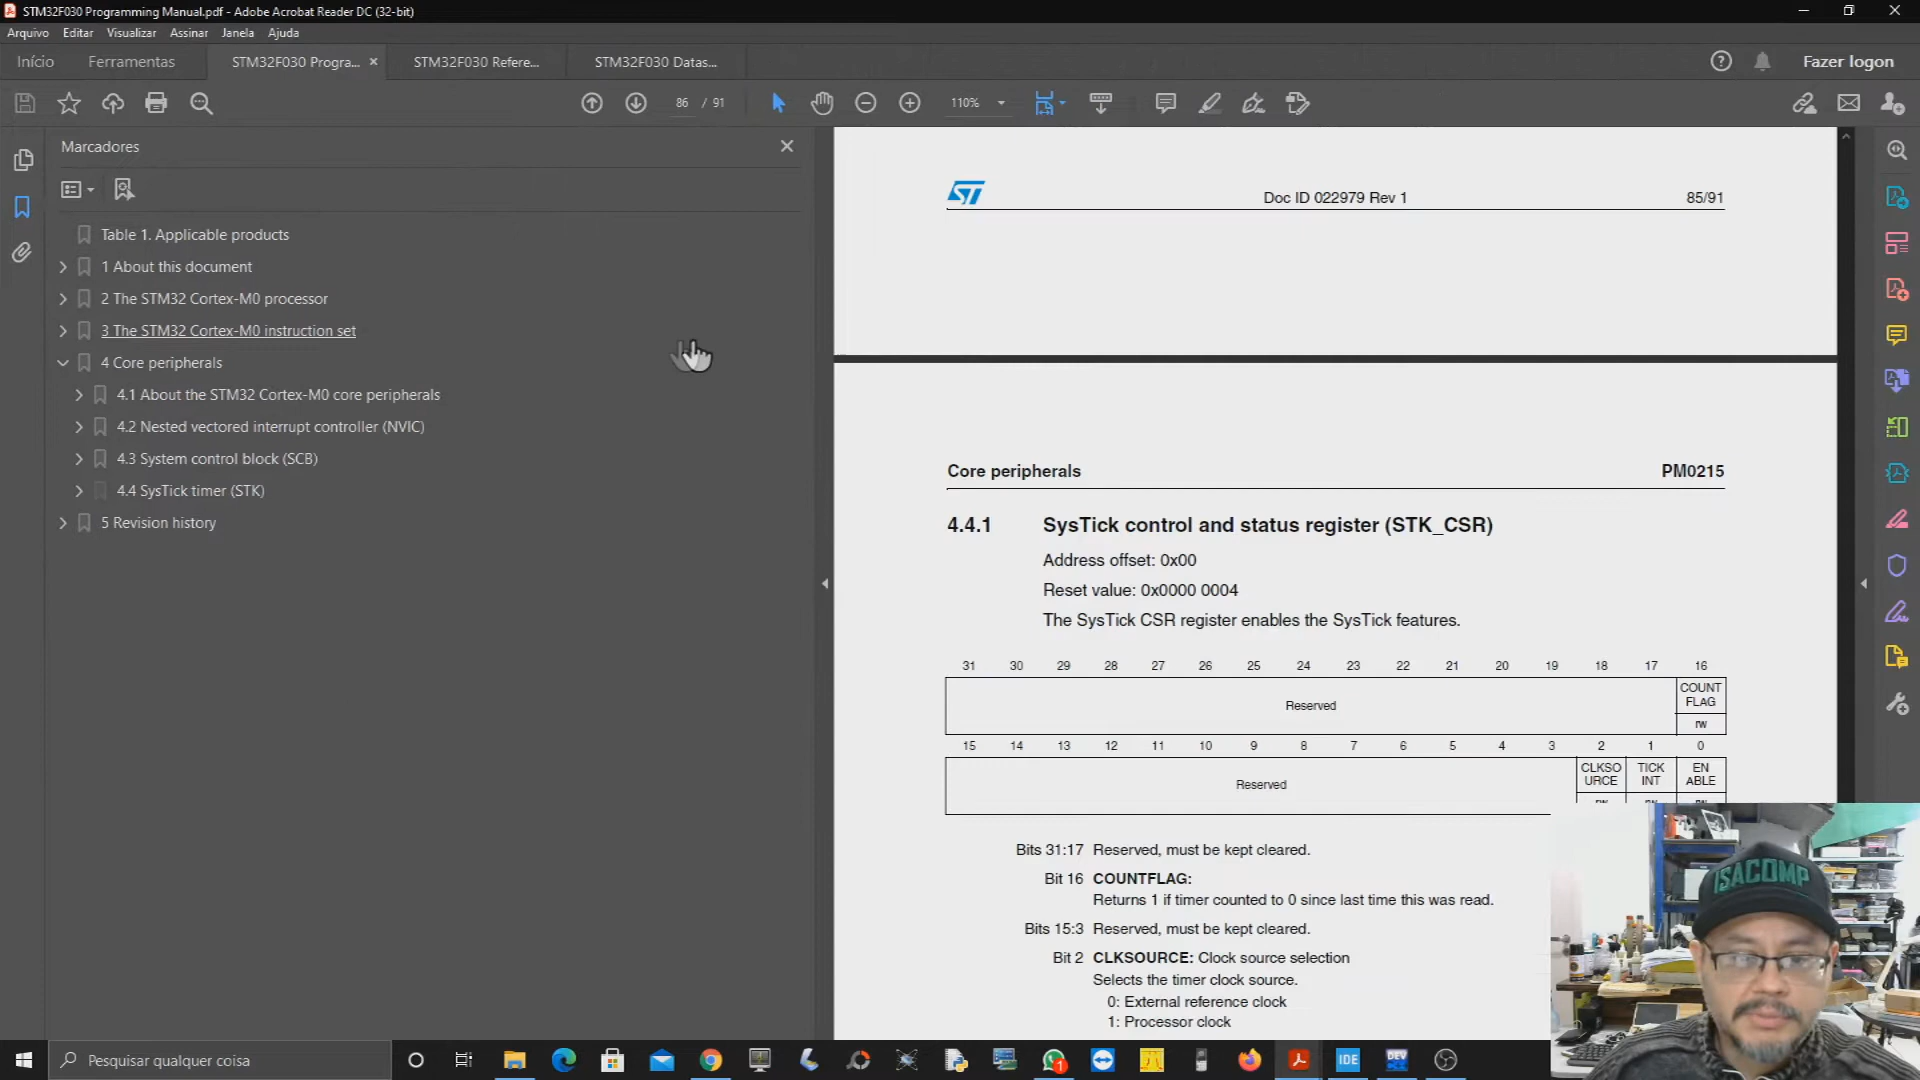 STM32F030 Programming Manual.pdf - Adobe Acrobat Reader DC (32-bit)
Arquivo Editar Visualizar Assinar Janela Ajuda
Início Ferramentas STM32F030 Progra... × STM32F030 Refere... STM32F030 Datas... Fazer logon
86 / 91 110%
Marcadores
Table 1. Applicable products
1 About this document
2 The STM32 Cortex-M0 processor
3 The STM32 Cortex-M0 instruction set
4 Core peripherals
4.1 About the STM32 Cortex-M0 core peripherals
4.2 Nested vectored interrupt controller (NVIC)
4.3 System control block (SCB)
4.4 SysTick timer (STK)
5 Revision history
ST Doc ID 022979 Rev 1 85/91
Core peripherals PM0215
4.4.1 SysTick control and status register (STK_CSR)
Address offset: 0x00
Reset value: 0x0000 0004
The SysTick CSR register enables the SysTick features.
31 30 29 28 27 26 25 24 23 22 21 20 19 18 17 16
Reserved COUNT FLAG
rw
15 14 13 12 11 10 9 8 7 6 5 4 3 2 1 0
Reserved CLKSO URCE TICK INT EN ABLE
Bits 31:17 Reserved, must be kept cleared.
Bit 16 COUNTFLAG:
Returns 1 if timer counted to 0 since last time this was read.
Bits 15:3 Reserved, must be kept cleared.
Bit 2 CLKSOURCE: Clock source selection
Selects the timer clock source.
0: External reference clock
1: Processor clock
ISACOMP
Pesquisar qualquer coisa
1
IDE
DEV